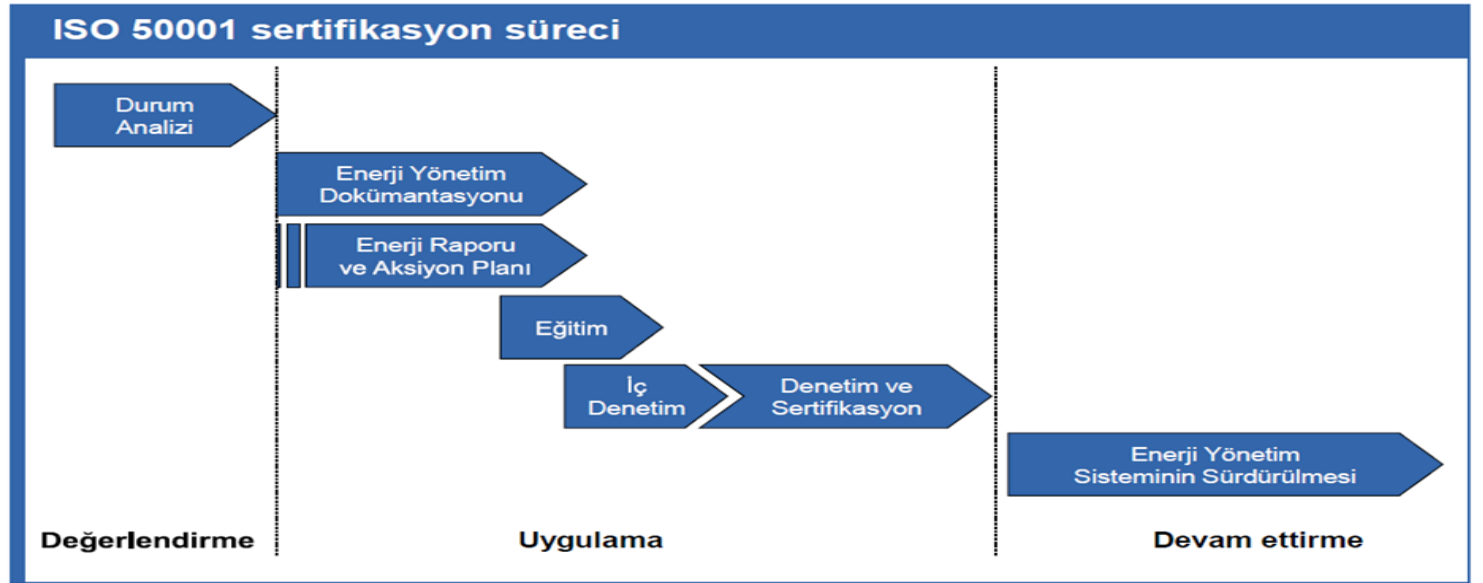 ISO 50001 sertifikasyon süreci
Durum
Analizi
Enerji Yönetim
Dokümantasyonu
Enerji Raporu
ve Aksiyon Planı
Eğitim
İç
Denetim
Denetim ve
Sertifikasyon
Enerji Yönetim
Sisteminin Sürdürülmesi
Değerlendirme
Uygulama
Devam ettirme